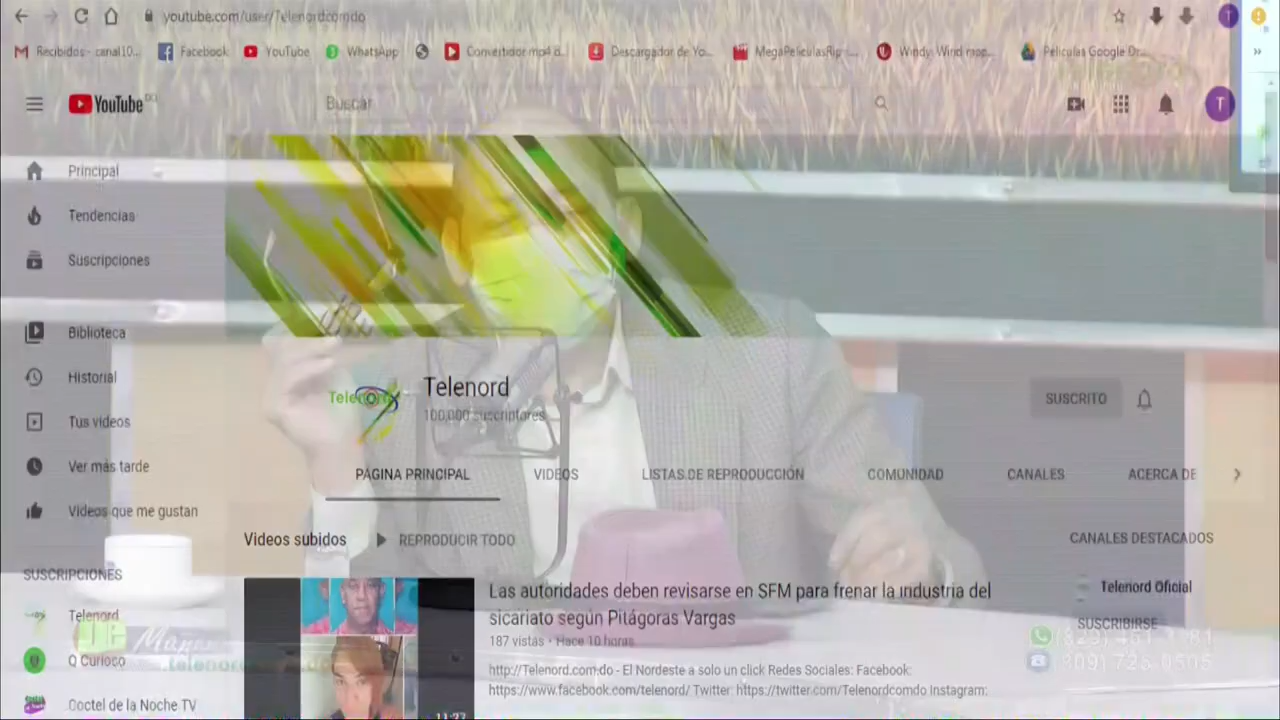 youtube.com/user/Telenordcomdo
Recibidos - canal10... Facebook YouTube WhatsApp Convertidor mp4 d... Descargador de Yo... MegaPeliculasRip -... Windy: Wind map... Películas Google Dr...
YouTube DO Buscar T
Principal
Tendencias
Suscripciones
Biblioteca
Historial
Tus videos
Ver más tarde
Videos que me gustan
SUSCRIPCIONES
Telenord
Q Curioco
Coctel de la Noche TV
Telenord
Telenord
100,000 suscriptores
SUSCRITO
PÁGINA PRINCIPAL VIDEOS LISTAS DE REPRODUCCIÓN COMUNIDAD CANALES ACERCA DE
Videos subidos REPRODUCIR TODO
Las autoridades deben revisarse en SFM para frenar la industria del
sicariato según Pitágoras Vargas
187 vistas • Hace 10 horas
http://Telenord.com.do - El Nordeste a solo un click Redes Sociales: Facebook:
https://www.facebook.com/telenord/ Twitter: https://twitter.com/Telenordcomdo Instagram:
11:27
CANALES DESTACADOS
Telenord Oficial
SUSCRIBIRSE